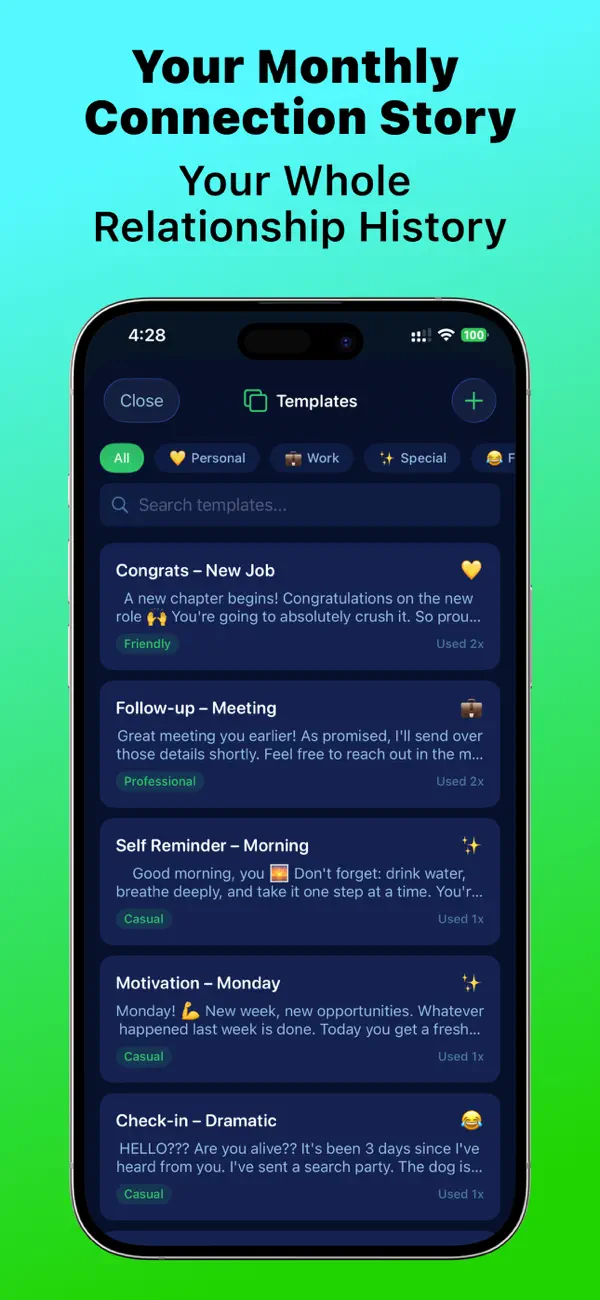 Your Monthly
Connection Story
Your Whole
Relationship History
4:28
100
Close
Templates
+
All
💛 Personal
💼 Work
✨ Special
😂 F
Search templates...
Congrats – New Job 💛
A new chapter begins! Congratulations on the new
role 🙌 You're going to absolutely crush it. So prou...
Friendly
Used 2x
Follow-up – Meeting 💼
Great meeting you earlier! As promised, I'll send over
those details shortly. Feel free to reach out in the m...
Professional
Used 2x
Self Reminder – Morning ✨
Good morning, you 🌅 Don't forget: drink water,
breathe deeply, and take it one step at a time. You'r...
Casual
Used 1x
Motivation – Monday ✨
Monday! 💪 New week, new opportunities. Whatever
happened last week is done. Today you get a fresh...
Casual
Used 1x
Check-in – Dramatic 😂
HELLO??? Are you alive?? It's been 3 days since I've
heard from you. I've sent a search party. The dog is...
Casual
Used 1x